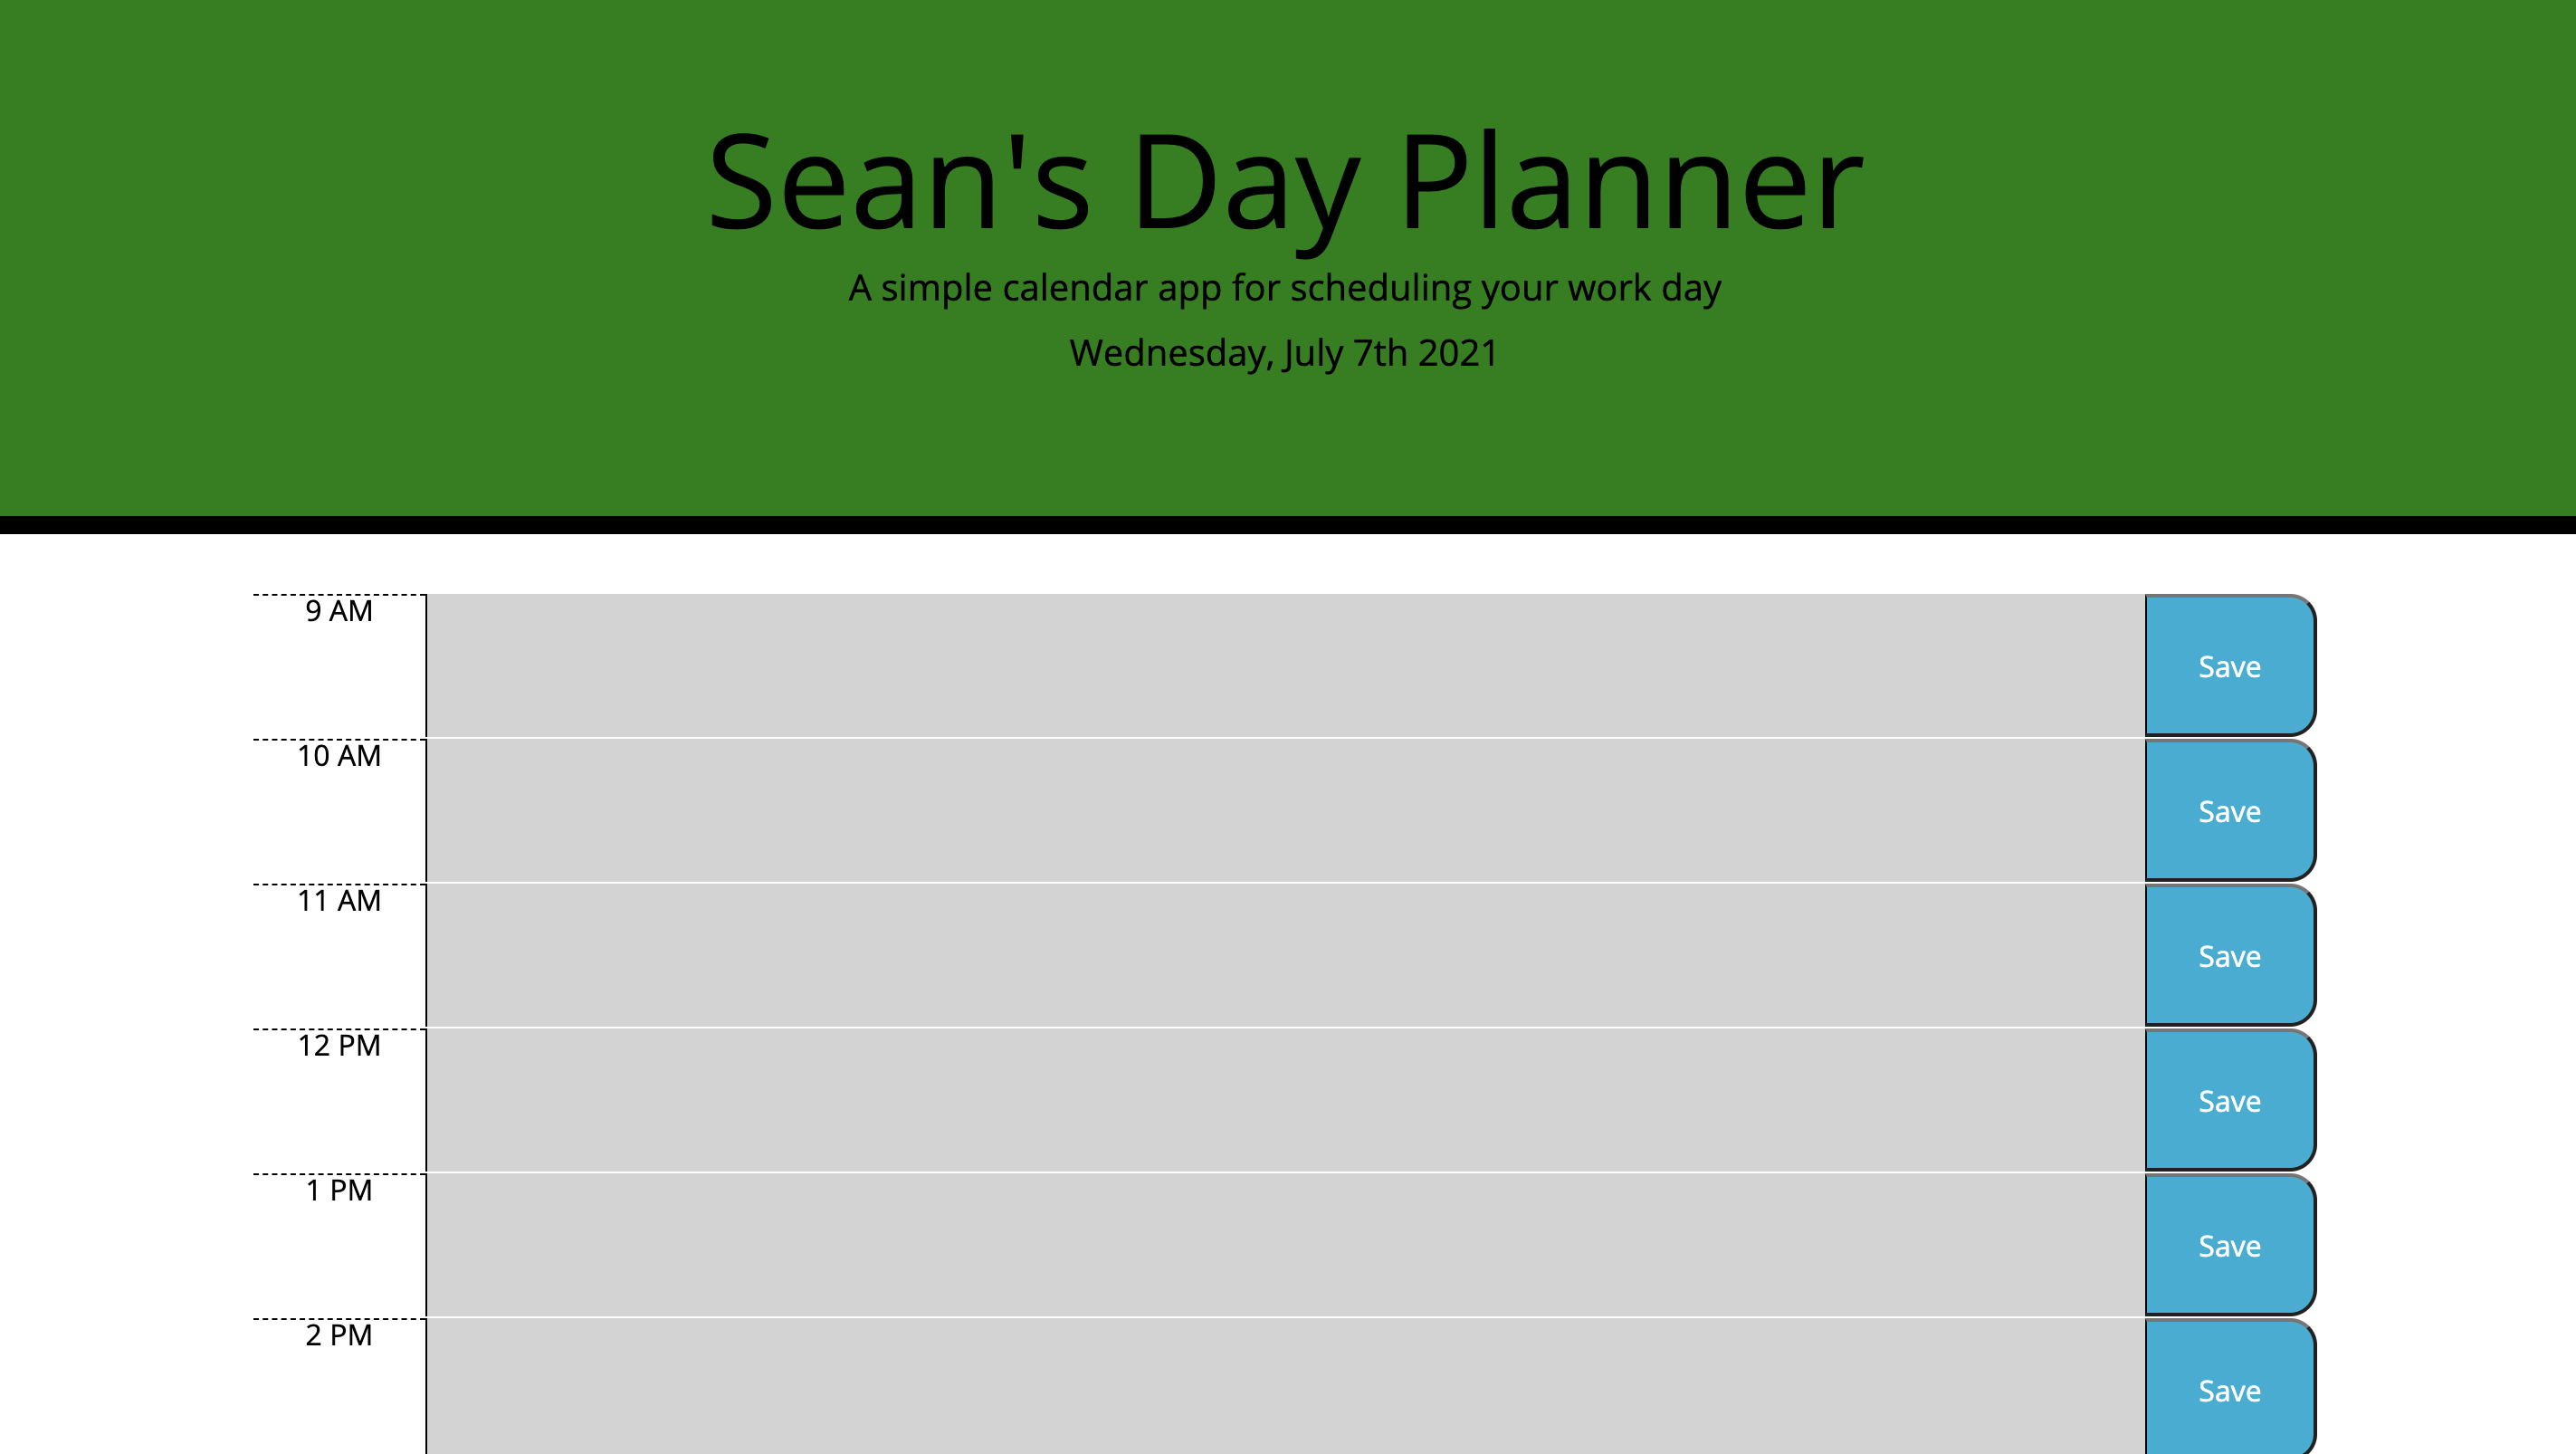 Sean's Day Planner
A simple calendar app for scheduling your work day
Wednesday, July 7th 2021
9 AM
Save
10 AM
Save
11 AM
Save
12 PM
Save
1 PM
Save
2 PM
Save